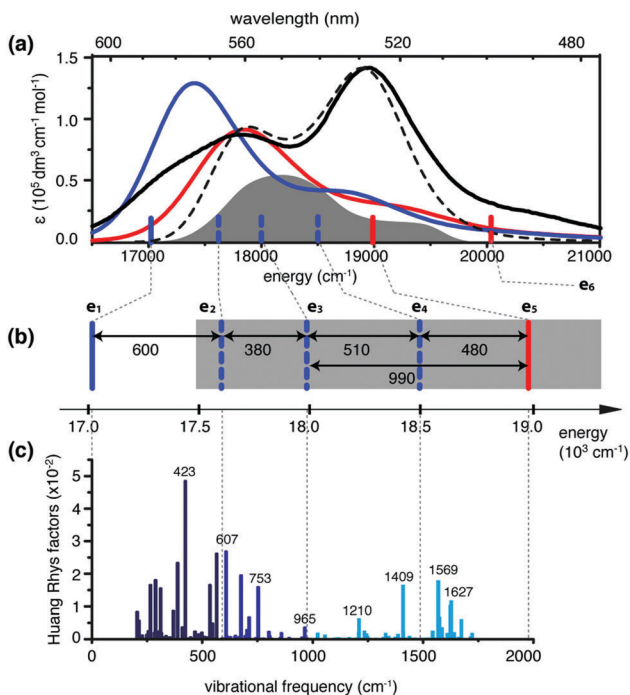 wavelength (nm)
(a) 600 560 520 480
1.5
1.0
0.5
0.0
ε (10⁵ dm³ cm⁻¹ mol⁻¹)
17000 18000 19000 20000 21000
energy (cm⁻¹)
e₆
e₁ e₂ e₃ e₄ e₅
(b)
600 380 510 480
990
17.0 17.5 18.0 18.5 19.0 energy
(10³ cm⁻¹)
(c)
Huang Rhys factors (x10⁻²)
5
4
3
2
1
0
423
607
753
965
1210
1409
1569
1627
0 500 1000 1500 2000
vibrational frequency (cm⁻¹)